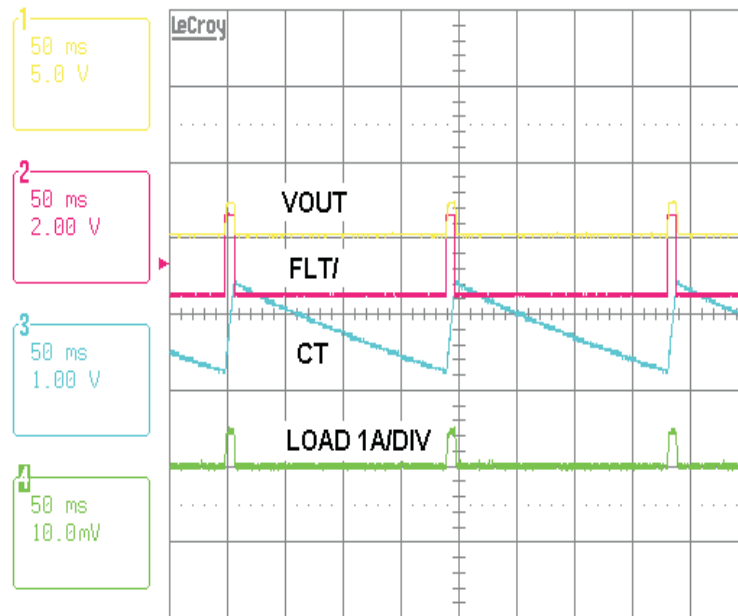 1
50 ms
5.0 V
2
50 ms
2.00 V
3
50 ms
1.00 V
4
50 ms
10.0mV
LeCroy
VOUT
FLT/
CT
LOAD 1A/DIV